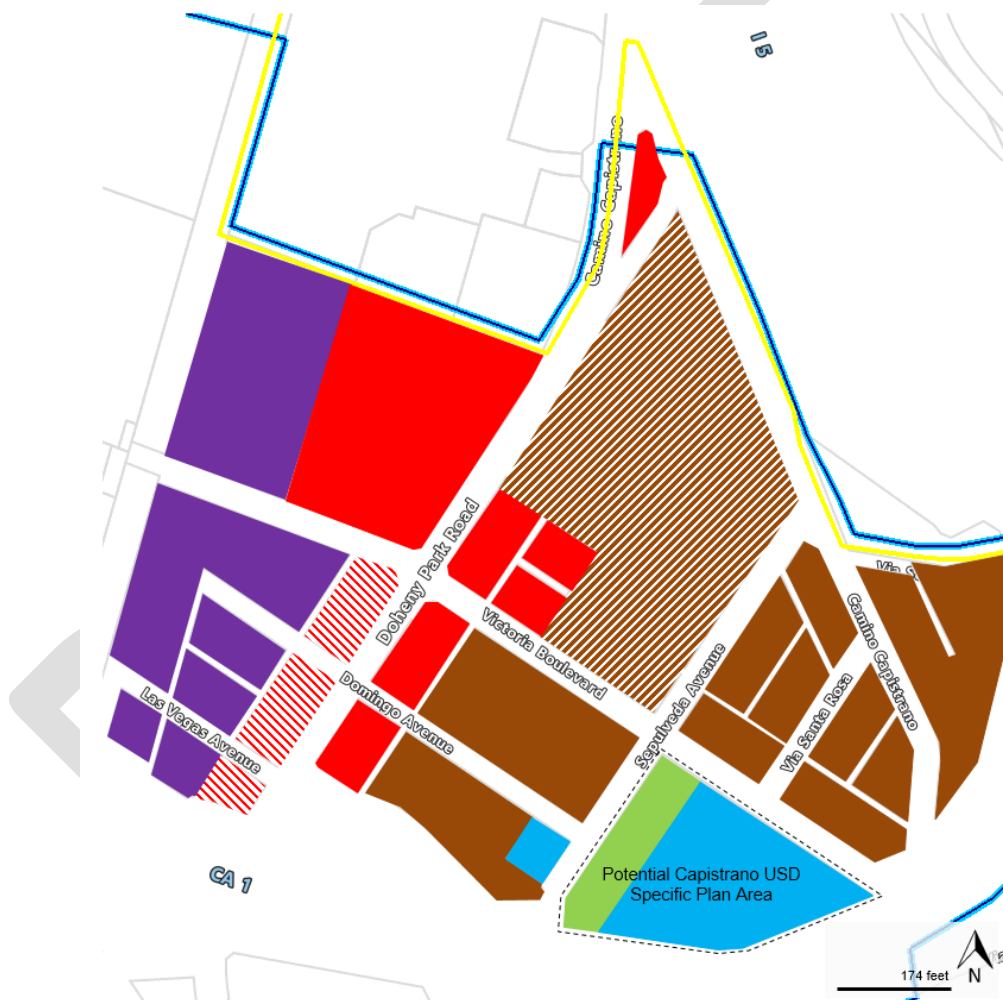 I 5
Camino Capistrano
Doheny Park Road
Victoria Boulevard
Camino Capistrano
Sepulveda Avenue
Via Santa Rosa
Domingo Avenue
Las Vegas Avenue
CA 1
Potential Capistrano USD
Specific Plan Area
174 feet
N